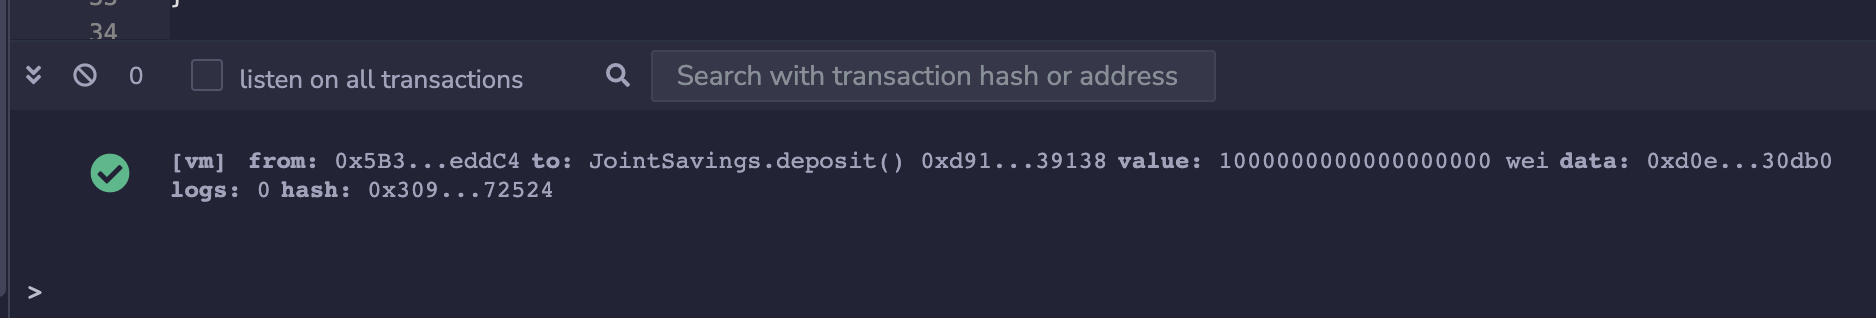 34
0 listen on all transactions Search with transaction hash or address
[vm] from: 0x5B3...eddC4 to: JointSavings.deposit() 0xd91...39138 value: 1000000000000000000 wei data: 0xd0e...30db0
logs: 0 hash: 0x309...72524
>